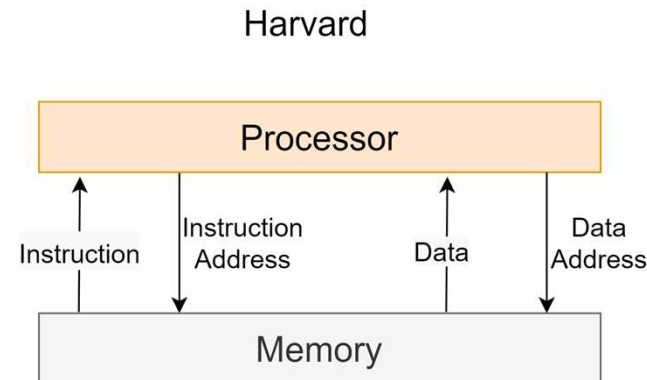 Harvard
Processor
Instruction
Instruction
Address
Data
Data
Address
Memory